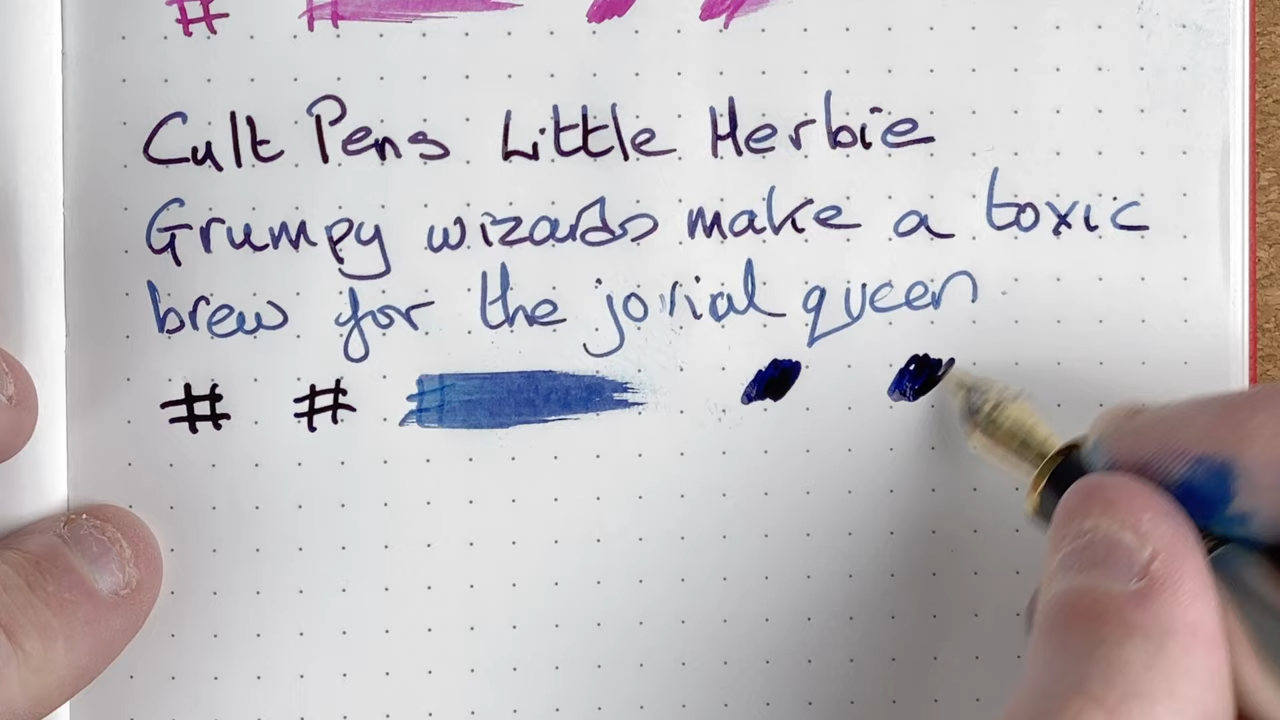 Cult Pens Little Herbie
Grumpy wizards make a toxic
brew for the jovial queen
# #